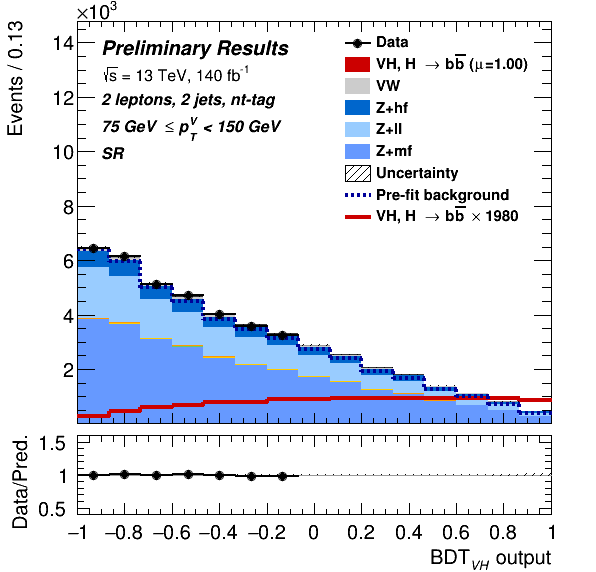 ×10³
Events / 0.13
14
12
10
8
6
4
2
Preliminary Results
√s = 13 TeV, 140 fb⁻¹
2 leptons, 2 jets, nt-tag
75 GeV ≤ p_T^V < 150 GeV
SR
Data
VH, H → bb̅ (μ=1.00)
VW
Z+hf
Z+ll
Z+mf
Uncertainty
Pre-fit background
VH, H → bb̅ × 1980
Data/Pred.
1.5
1
0.5
−1 −0.8 −0.6 −0.4 −0.2 0 0.2 0.4 0.6 0.8 1
BDT_VH output